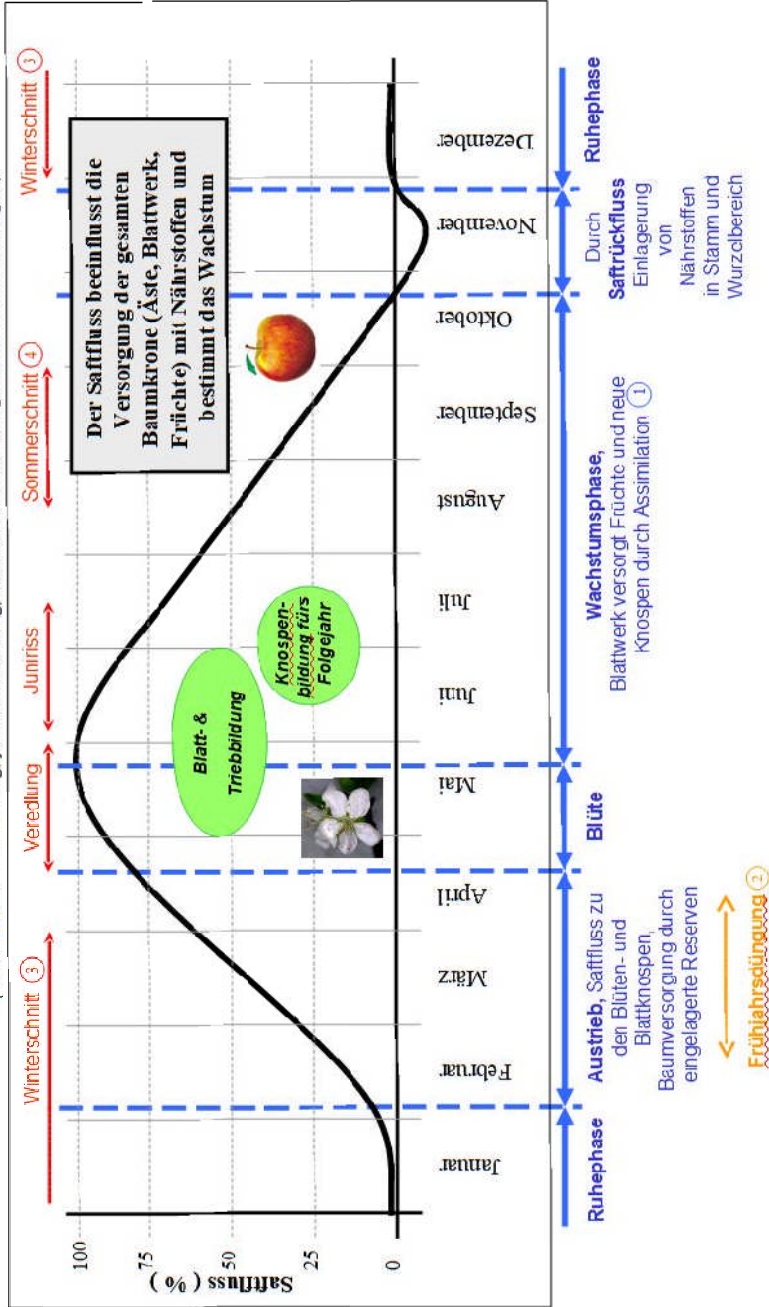 Winterschnitt ③
Veredlung
Juniriss
Sommerschnitt ④
Winterschnitt ③
Der Saftfluss beeinflusst die
Versorgung der gesamten
Baumkrone (Äste, Blattwerk,
Früchte) mit Nährstoffen und
bestimmt das Wachstum
Saftfluss ( % )
100
75
50
25
0
Blatt- &
Triebbildung
Knospen-
bildung fürs
Folgejahr
Januar
Februar
März
April
Mai
Juni
Juli
August
September
Oktober
November
Dezember
Ruhephase
Austrieb, Saftfluss zu
den Blüten- und
Blattknospen,
Baumversorgung durch
eingelagerte Reserven
Blüte
Wachstumsphase,
Blattwerk versorgt Früchte und neue
Knospen durch Assimilation ①
Durch
Saftrückfluss
Einlagerung
von
Nährstoffen
in Stamm und
Wurzelbereich
Ruhephase
Frühjahrsdüngung ②